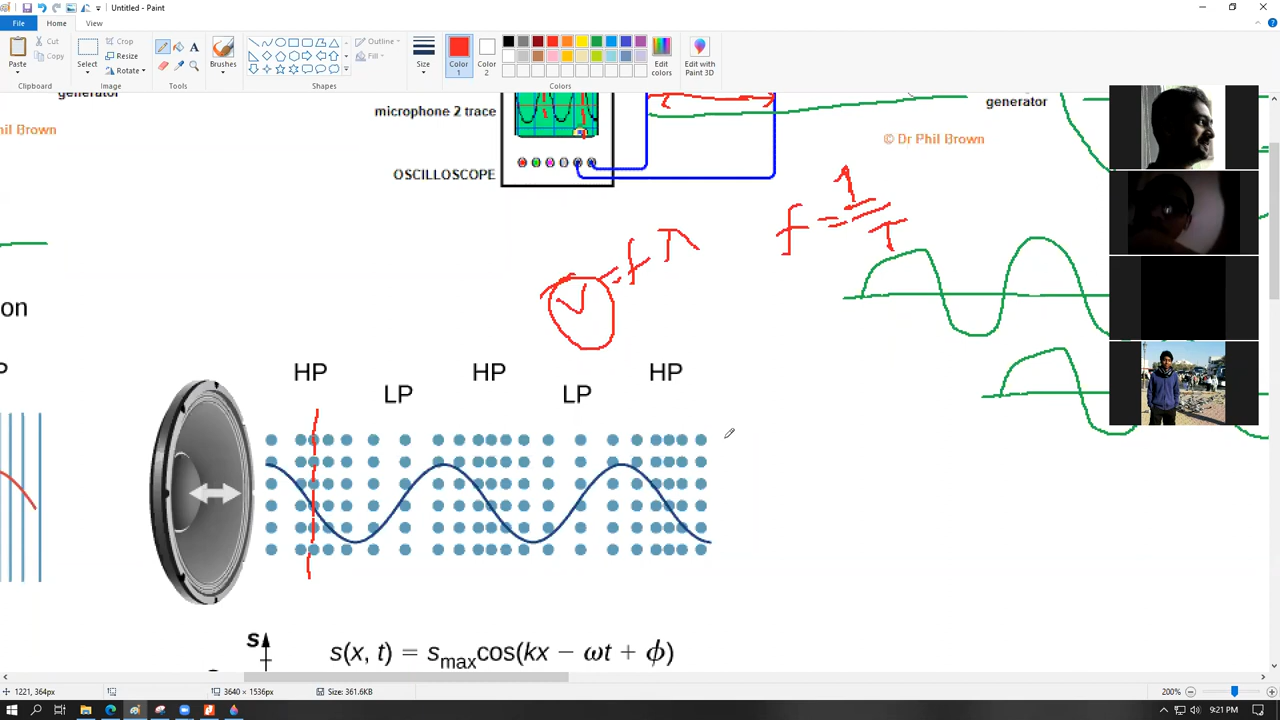 Untitled - Paint
File Home View
Paste
Cut
Copy
Clipboard
Select
Crop
Resize
Rotate
Image
Tools
Brushes
Shapes
Outline
Fill
Size
Color 1
Color 2
Colors
Edit colors
Edit with Paint 3D
generator
hil Brown
microphone 2 trace
OSCILLOSCOPE
generator
© Dr Phil Brown
f = 1/T
V = f λ
on
P
HP
HP
HP
LP
LP
s
s(x, t) = smaxcos(kx − ωt + ϕ)
1221, 364px
3640 × 1536px
Size: 361.6KB
200%
9:21 PM